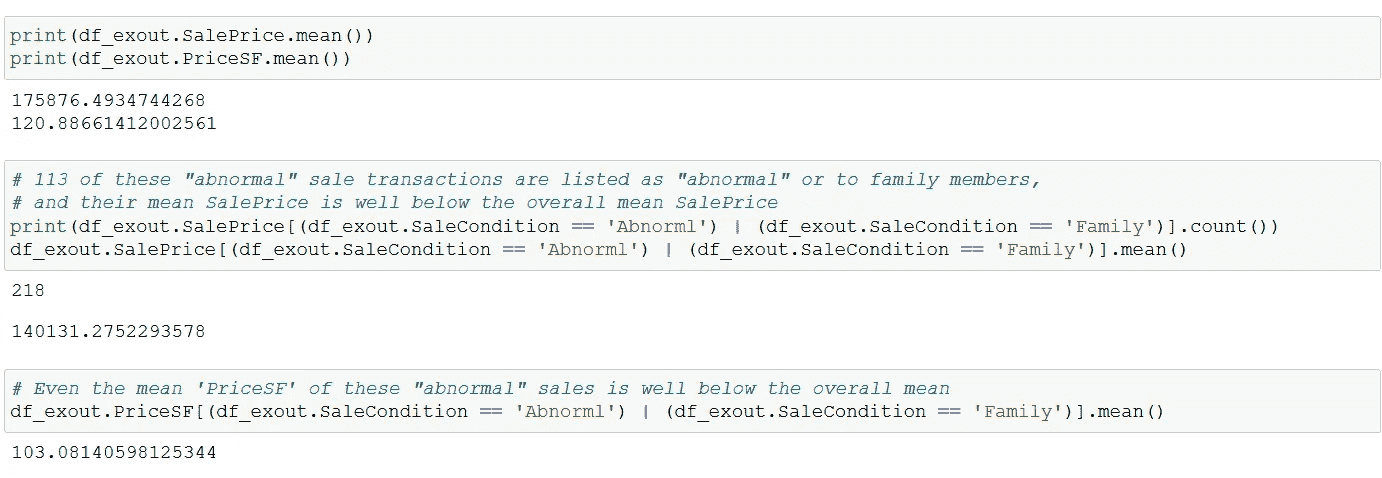 print(df_exout.SalePrice.mean())
print(df_exout.PriceSF.mean())
175876.4934744268
120.88661412002561
# 113 of these "abnormal" sale transactions are listed as "abnormal" or to family members,
# and their mean SalePrice is well below the overall mean SalePrice
print(df_exout.SalePrice[(df_exout.SaleCondition == 'Abnorml') | (df_exout.SaleCondition == 'Family')].count())
df_exout.SalePrice[(df_exout.SaleCondition == 'Abnorml') | (df_exout.SaleCondition == 'Family')].mean()
218
140131.2752293578
# Even the mean 'PriceSF' of these "abnormal" sales is well below the overall mean
df_exout.PriceSF[(df_exout.SaleCondition == 'Abnorml') | (df_exout.SaleCondition == 'Family')].mean()
103.08140598125344